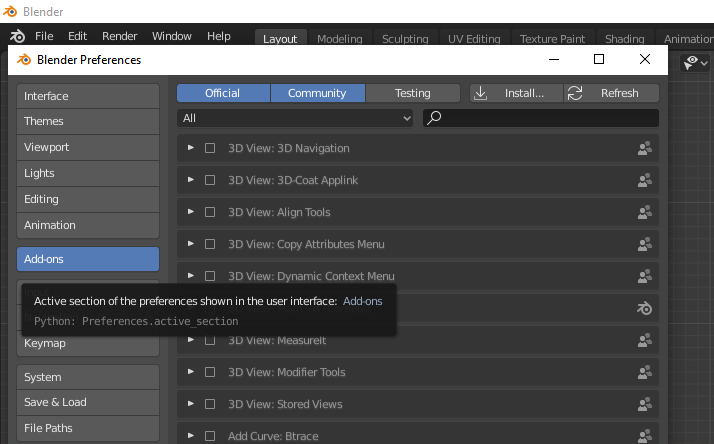 Blender
File Edit Render Window Help Layout Modeling Sculpting UV Editing Texture Paint Shading Animation
Blender Preferences
Interface
Themes
Viewport
Lights
Editing
Animation
Add-ons
Keymap
System
Save & Load
File Paths
Official Community Testing Install... Refresh
All
3D View: 3D Navigation
3D View: 3D-Coat Applink
3D View: Align Tools
3D View: Copy Attributes Menu
3D View: Dynamic Context Menu
Active section of the preferences shown in the user interface: Add-ons
Python: Preferences.active_section
3D View: MeasureIt
3D View: Modifier Tools
3D View: Stored Views
Add Curve: Btrace